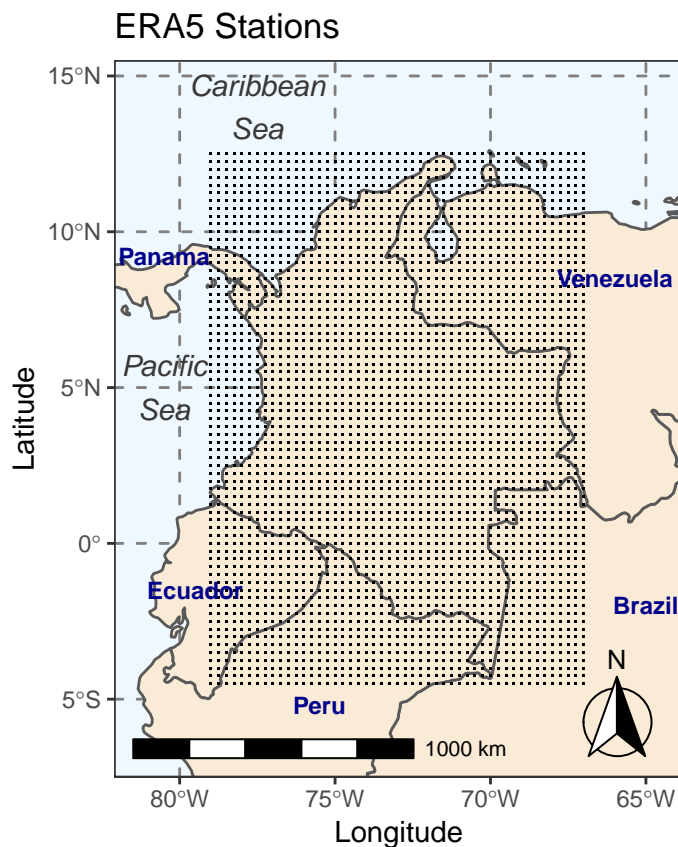 ERA5 Stations
15°N
Caribbean
Sea
10°N
Panama
Venezuela
Pacific
Sea
5°N
Latitude
0°
Ecuador
Brazil
N
5°S
Peru
1000 km
80°W
75°W
70°W
65°W
Longitude